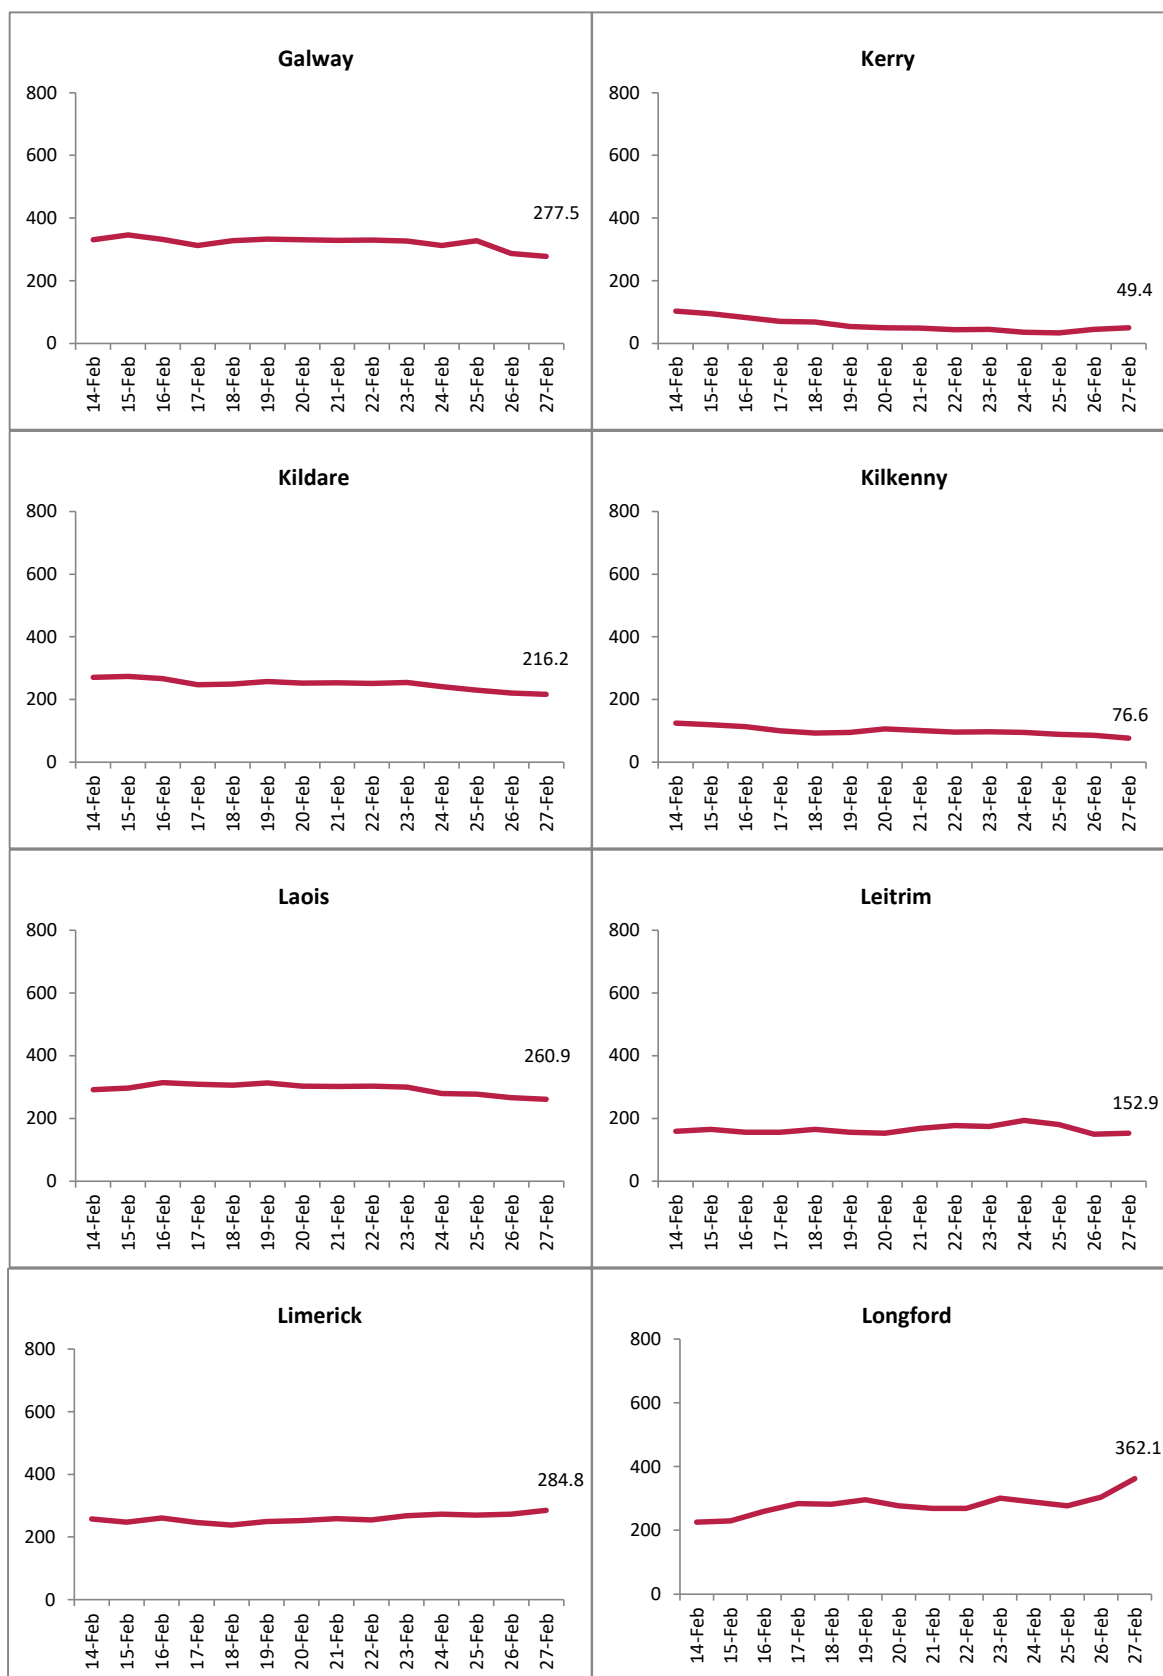 Galway
800
600
400
200
0
277.5
14-Feb
15-Feb
16-Feb
17-Feb
18-Feb
19-Feb
20-Feb
21-Feb
22-Feb
23-Feb
24-Feb
25-Feb
26-Feb
27-Feb
Kerry
800
600
400
200
0
49.4
14-Feb
15-Feb
16-Feb
17-Feb
18-Feb
19-Feb
20-Feb
21-Feb
22-Feb
23-Feb
24-Feb
25-Feb
26-Feb
27-Feb
Kildare
800
600
400
200
0
216.2
14-Feb
15-Feb
16-Feb
17-Feb
18-Feb
19-Feb
20-Feb
21-Feb
22-Feb
23-Feb
24-Feb
25-Feb
26-Feb
27-Feb
Kilkenny
800
600
400
200
0
76.6
14-Feb
15-Feb
16-Feb
17-Feb
18-Feb
19-Feb
20-Feb
21-Feb
22-Feb
23-Feb
24-Feb
25-Feb
26-Feb
27-Feb
Laois
800
600
400
200
0
260.9
14-Feb
15-Feb
16-Feb
17-Feb
18-Feb
19-Feb
20-Feb
21-Feb
22-Feb
23-Feb
24-Feb
25-Feb
26-Feb
27-Feb
Leitrim
800
600
400
200
0
152.9
14-Feb
15-Feb
16-Feb
17-Feb
18-Feb
19-Feb
20-Feb
21-Feb
22-Feb
23-Feb
24-Feb
25-Feb
26-Feb
27-Feb
Limerick
800
600
400
200
0
284.8
14-Feb
15-Feb
16-Feb
17-Feb
18-Feb
19-Feb
20-Feb
21-Feb
22-Feb
23-Feb
24-Feb
25-Feb
26-Feb
27-Feb
Longford
800
600
400
200
0
362.1
14-Feb
15-Feb
16-Feb
17-Feb
18-Feb
19-Feb
20-Feb
21-Feb
22-Feb
23-Feb
24-Feb
25-Feb
26-Feb
27-Feb